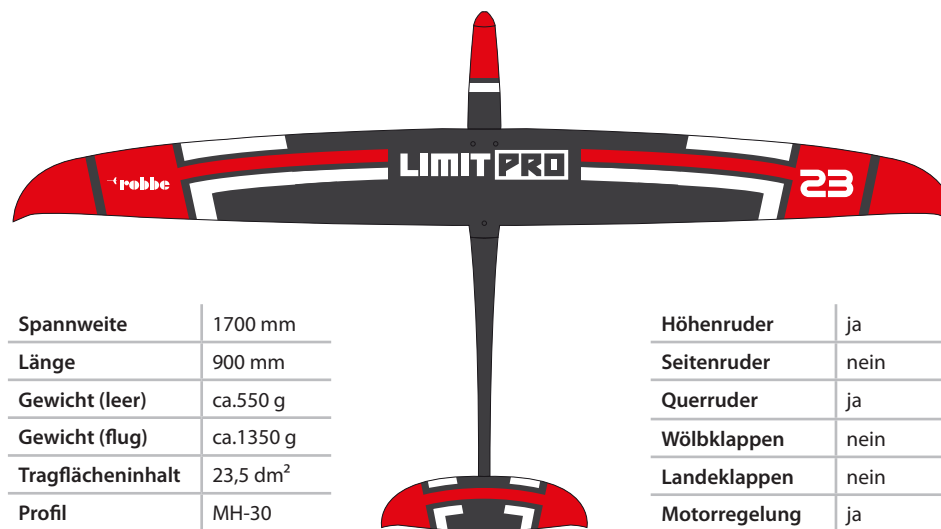 LIMIT PRO
robbe
23
Spannweite 1700 mm
Länge 900 mm
Gewicht (leer) ca.550 g
Gewicht (flug) ca.1350 g
Tragflächeninhalt 23,5 dm²
Profil MH-30
Höhenruder ja
Seitenruder nein
Querruder ja
Wölbklappen nein
Landeklappen nein
Motorregelung ja